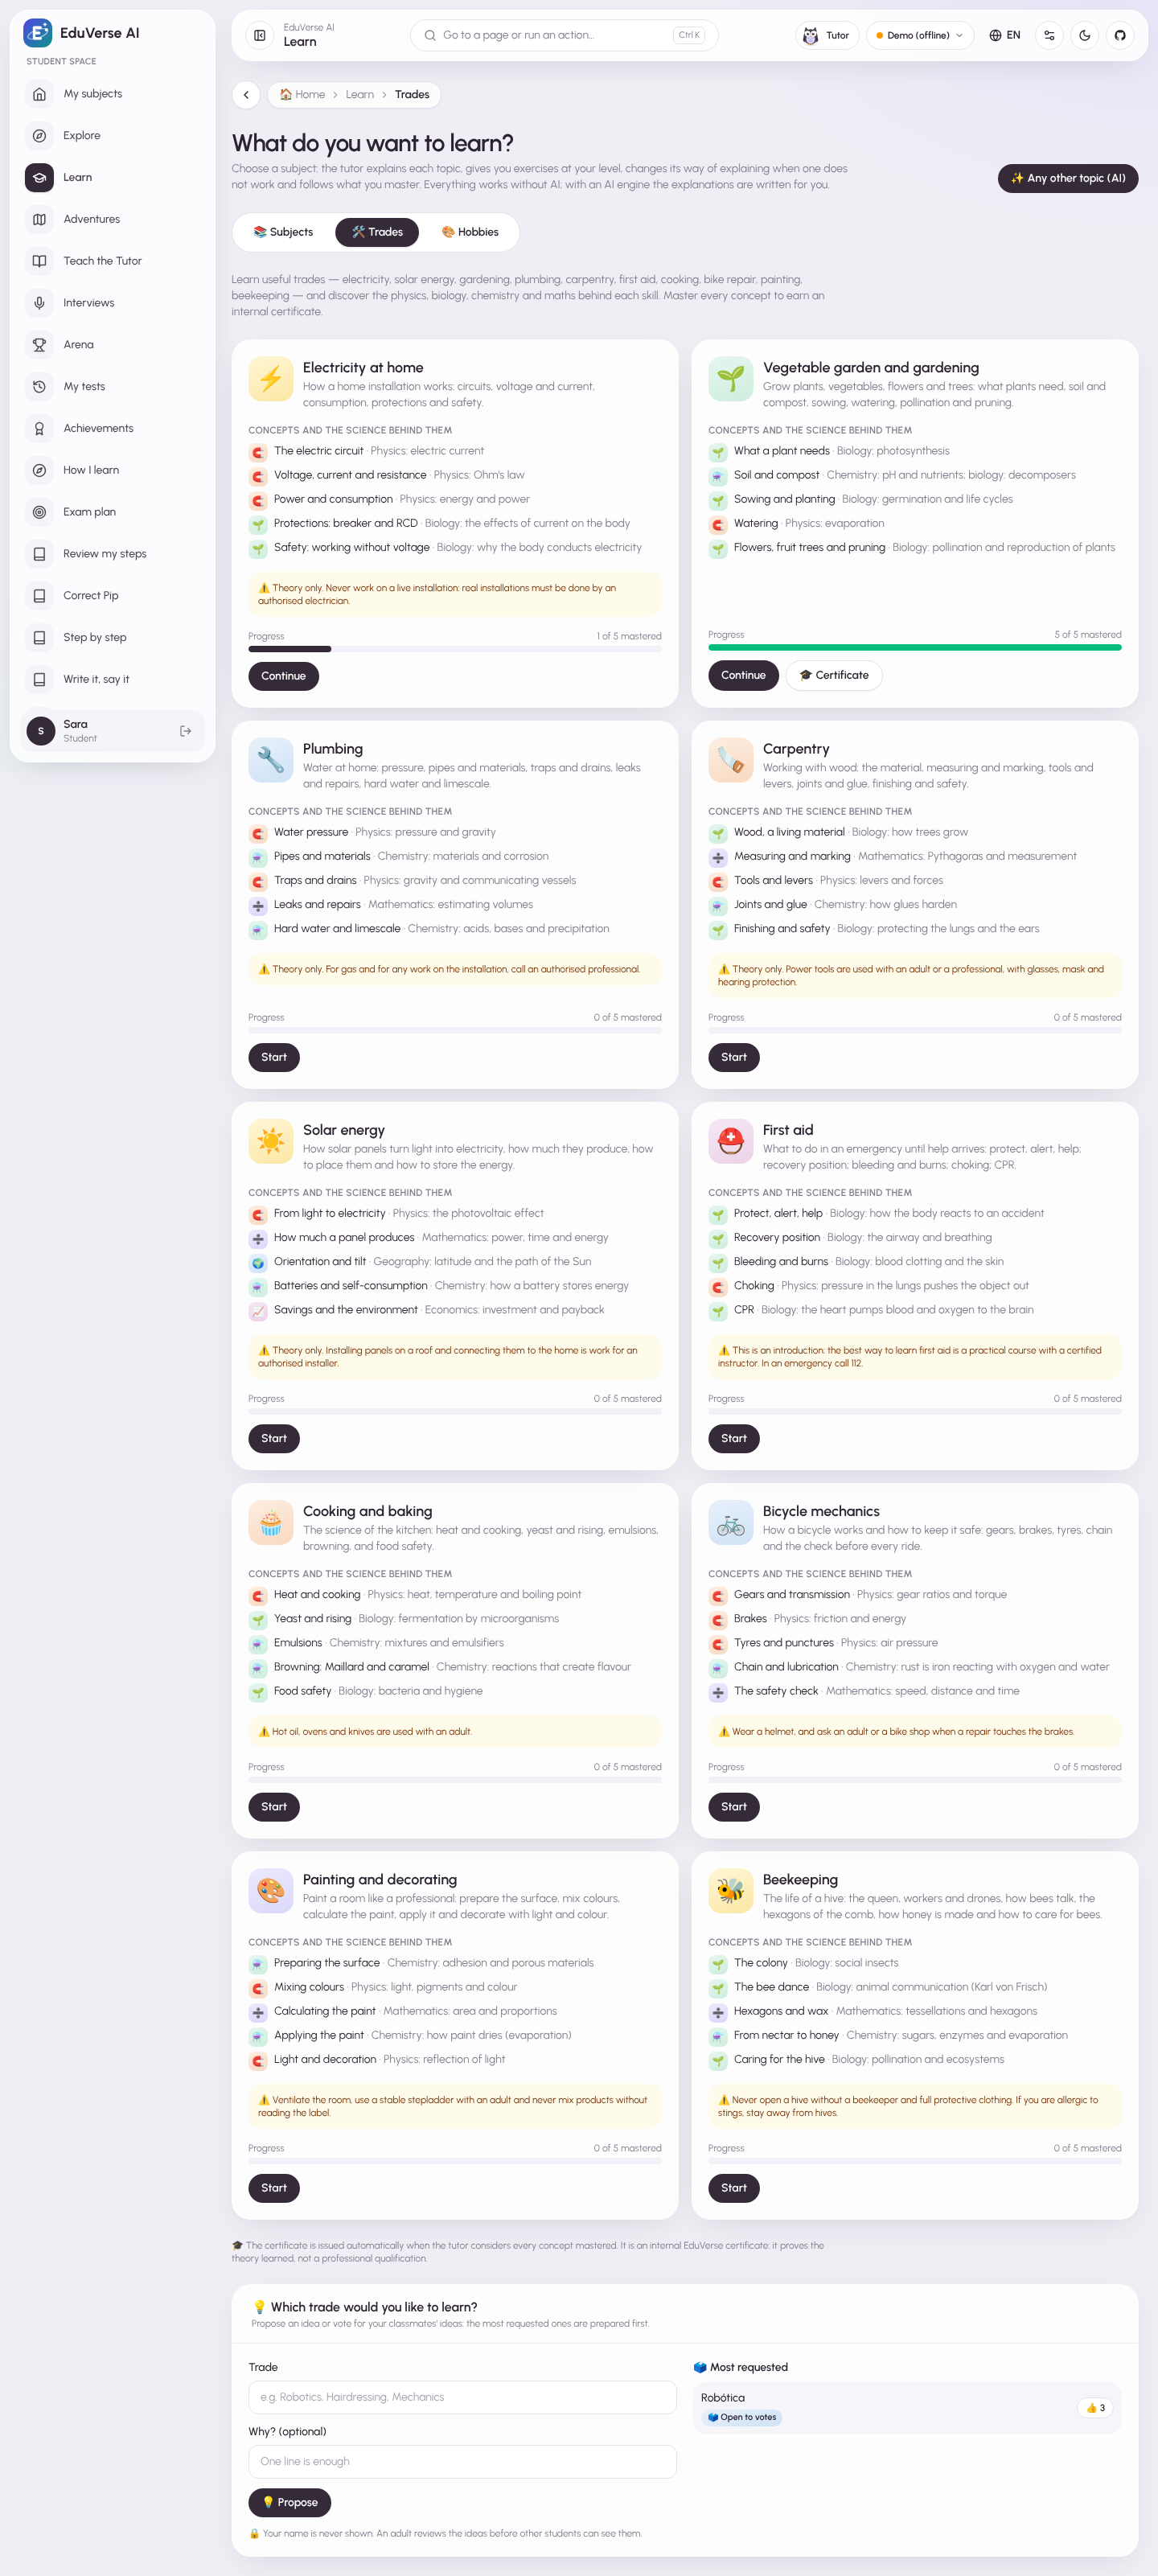 EduVerse AI
STUDENT SPACE
My subjects
Explore
Learn
Adventures
Teach the Tutor
Interviews
Arena
My tests
Achievements
How I learn
Exam plan
Review my steps
Correct Pip
Step by step
Write it, say it
S
Sara
Student
EduVerse AI
Learn
Go to a page or run an action...
Ctrl K
Tutor
Demo (offline)
EN
Home
Learn
Trades
What do you want to learn?
Choose a subject: the tutor explains each topic, gives you exercises at your level, changes its way of explaining when one does
not work and follows what you master. Everything works without AI; with an AI engine the explanations are written for you.
Any other topic (AI)
Subjects
Trades
Hobbies
Learn useful trades — electricity, solar energy, gardening, plumbing, carpentry, first aid, cooking, bike repair, painting,
beekeeping — and discover the physics, biology, chemistry and maths behind each skill. Master every concept to earn an
internal certificate.
Electricity at home
How a home installation works: circuits, voltage and current,
consumption, protections and safety.
CONCEPTS AND THE SCIENCE BEHIND THEM
The electric circuit · Physics: electric current
Voltage, current and resistance · Physics: Ohm's law
Power and consumption · Physics: energy and power
Protections: breaker and RCD · Biology: the effects of current on the body
Safety: working without voltage · Biology: why the body conducts electricity
Theory only. Never work on a live installation: real installations must be done by an
authorised electrician.
Progress
1 of 5 mastered
Continue
Vegetable garden and gardening
Grow plants, vegetables, flowers and trees: what plants need, soil and
compost, sowing, watering, pollination and pruning.
CONCEPTS AND THE SCIENCE BEHIND THEM
What a plant needs · Biology: photosynthesis
Soil and compost · Chemistry: pH and nutrients; biology: decomposers
Sowing and planting · Biology: germination and life cycles
Watering · Physics: evaporation
Flowers, fruit trees and pruning · Biology: pollination and reproduction of plants
Progress
5 of 5 mastered
Continue
Certificate
Plumbing
Water at home: pressure, pipes and materials, traps and drains, leaks
and repairs, hard water and limescale.
CONCEPTS AND THE SCIENCE BEHIND THEM
Water pressure · Physics: pressure and gravity
Pipes and materials · Chemistry: materials and corrosion
Traps and drains · Physics: gravity and communicating vessels
Leaks and repairs · Mathematics: estimating volumes
Hard water and limescale · Chemistry: acids, bases and precipitation
Theory only. For gas and for any work on the installation, call an authorised professional.
Progress
0 of 5 mastered
Start
Carpentry
Working with wood: the material, measuring and marking, tools and
levers, joints and glue, finishing and safety.
CONCEPTS AND THE SCIENCE BEHIND THEM
Wood, a living material · Biology: how trees grow
Measuring and marking · Mathematics: Pythagoras and measurement
Tools and levers · Physics: levers and forces
Joints and glue · Chemistry: how glues harden
Finishing and safety · Biology: protecting the lungs and the ears
Theory only. Power tools are used with an adult or a professional, with glasses, mask and
hearing protection.
Progress
0 of 5 mastered
Start
Solar energy
How solar panels turn light into electricity, how much they produce, how
to place them and how to store the energy.
CONCEPTS AND THE SCIENCE BEHIND THEM
From light to electricity · Physics: the photovoltaic effect
How much a panel produces · Mathematics: power, time and energy
Orientation and tilt · Geography: latitude and the path of the Sun
Batteries and self-consumption · Chemistry: how a battery stores energy
Savings and the environment · Economics: investment and payback
Theory only. Installing panels on a roof and connecting them to the home is work for an
authorised installer.
Progress
0 of 5 mastered
Start
First aid
What to do in an emergency until help arrives: protect, alert, help;
recovery position; bleeding and burns; choking; CPR.
CONCEPTS AND THE SCIENCE BEHIND THEM
Protect, alert, help · Biology: how the body reacts to an accident
Recovery position · Biology: the airway and breathing
Bleeding and burns · Biology: blood clotting and the skin
Choking · Physics: pressure in the lungs pushes the object out
CPR · Biology: the heart pumps blood and oxygen to the brain
This is an introduction: the best way to learn first aid is a practical course with a certified
instructor. In an emergency call 112.
Progress
0 of 5 mastered
Start
Cooking and baking
The science of the kitchen: heat and cooking, yeast and rising, emulsions,
browning, and food safety.
CONCEPTS AND THE SCIENCE BEHIND THEM
Heat and cooking · Physics: heat, temperature and boiling point
Yeast and rising · Biology: fermentation by microorganisms
Emulsions · Chemistry: mixtures and emulsifiers
Browning: Maillard and caramel · Chemistry: reactions that create flavour
Food safety · Biology: bacteria and hygiene
Hot oil, ovens and knives are used with an adult.
Progress
0 of 5 mastered
Start
Bicycle mechanics
How a bicycle works and how to keep it safe: gears, brakes, tyres, chain
and the check before every ride.
CONCEPTS AND THE SCIENCE BEHIND THEM
Gears and transmission · Physics: gear ratios and torque
Brakes · Physics: friction and energy
Tyres and punctures · Physics: air pressure
Chain and lubrication · Chemistry: rust is iron reacting with oxygen and water
The safety check · Mathematics: speed, distance and time
Wear a helmet, and ask an adult or a bike shop when a repair touches the brakes.
Progress
0 of 5 mastered
Start
Painting and decorating
Paint a room like a professional: prepare the surface, mix colours,
calculate the paint, apply it and decorate with light and colour.
CONCEPTS AND THE SCIENCE BEHIND THEM
Preparing the surface · Chemistry: adhesion and porous materials
Mixing colours · Physics: light, pigments and colour
Calculating the paint · Mathematics: area and proportions
Applying the paint · Chemistry: how paint dries (evaporation)
Light and decoration · Physics: reflection of light
Ventilate the room, use a stable stepladder with an adult and never mix products without
reading the label.
Progress
0 of 5 mastered
Start
Beekeeping
The life of a hive: the queen, workers and drones, how bees talk, the
hexagons of the comb, how honey is made and how to care for bees.
CONCEPTS AND THE SCIENCE BEHIND THEM
The colony · Biology: social insects
The bee dance · Biology: animal communication (Karl von Frisch)
Hexagons and wax · Mathematics: tessellations and hexagons
From nectar to honey · Chemistry: sugars, enzymes and evaporation
Caring for the hive · Biology: pollination and ecosystems
Never open a hive without a beekeeper and full protective clothing. If you are allergic to
stings, stay away from hives.
Progress
0 of 5 mastered
Start
The certificate is issued automatically when the tutor considers every concept mastered. It is an internal EduVerse certificate: it proves the
theory learned, not a professional qualification.
Which trade would you like to learn?
Propose an idea or vote for your classmates' ideas: the most requested ones are prepared first.
Trade
e.g. Robotics, Hairdressing, Mechanics
Why? (optional)
One line is enough
Propose
Your name is never shown. An adult reviews the ideas before other students can see them.
Most requested
Robótica
Open to votes
3